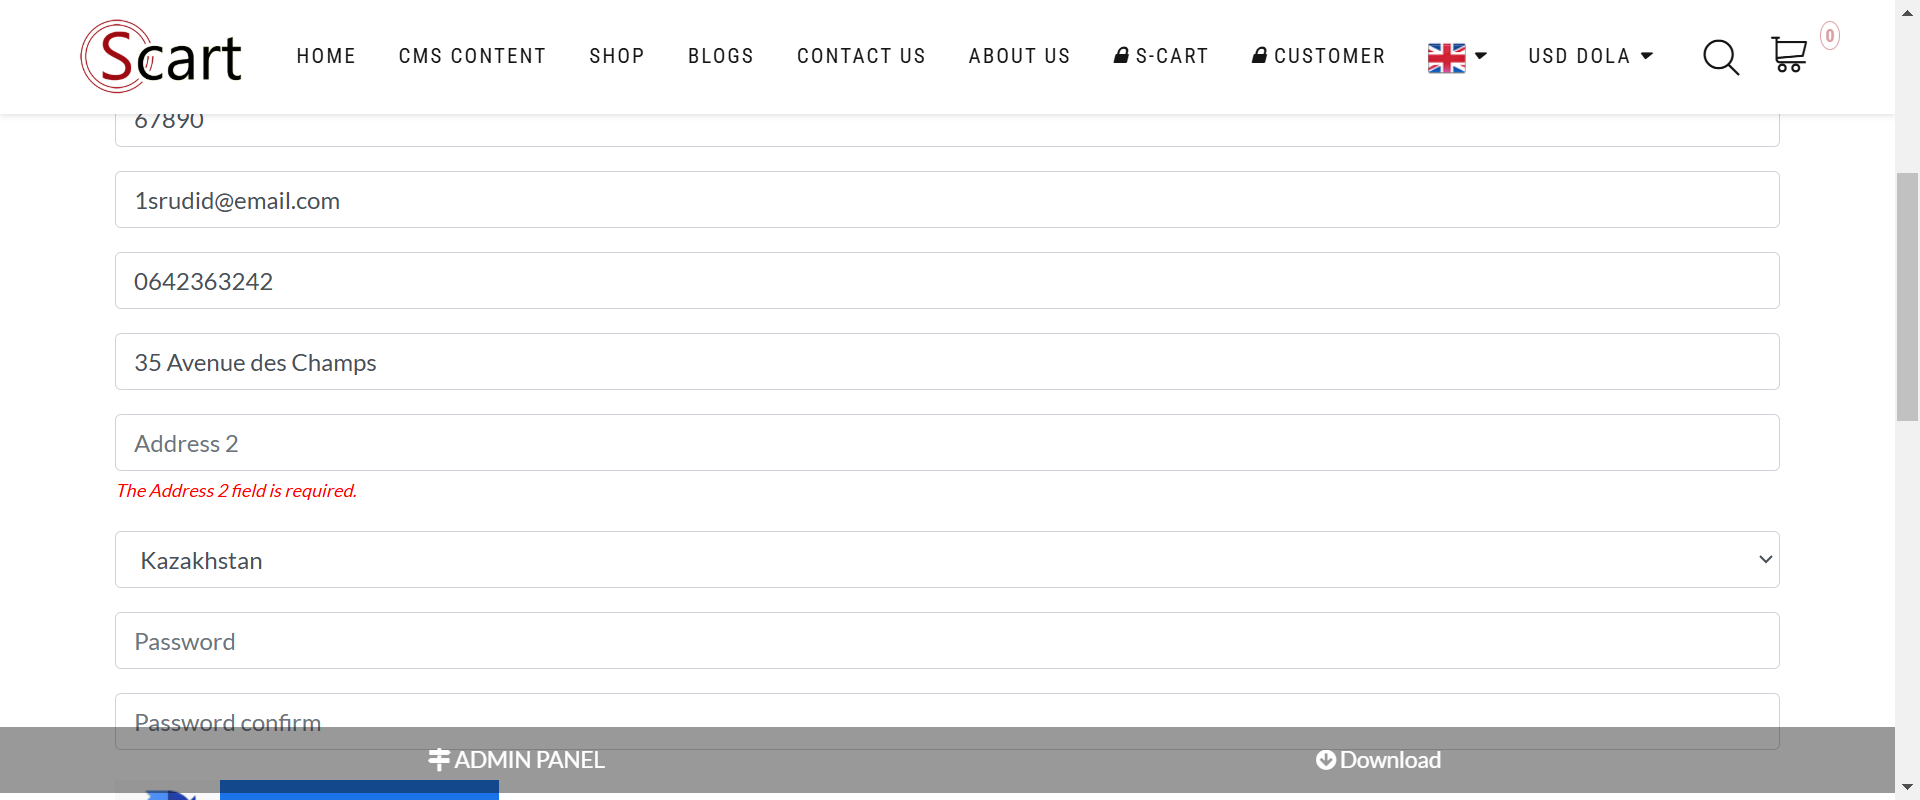 Scart HOME CMS CONTENT SHOP BLOGS CONTACT US ABOUT US S-CART CUSTOMER USD DOLA 0
67890
1srudid@email.com
0642363242
35 Avenue des Champs
Address 2
The Address 2 field is required.
Kazakhstan
Password
Password confirm
ADMIN PANEL Download